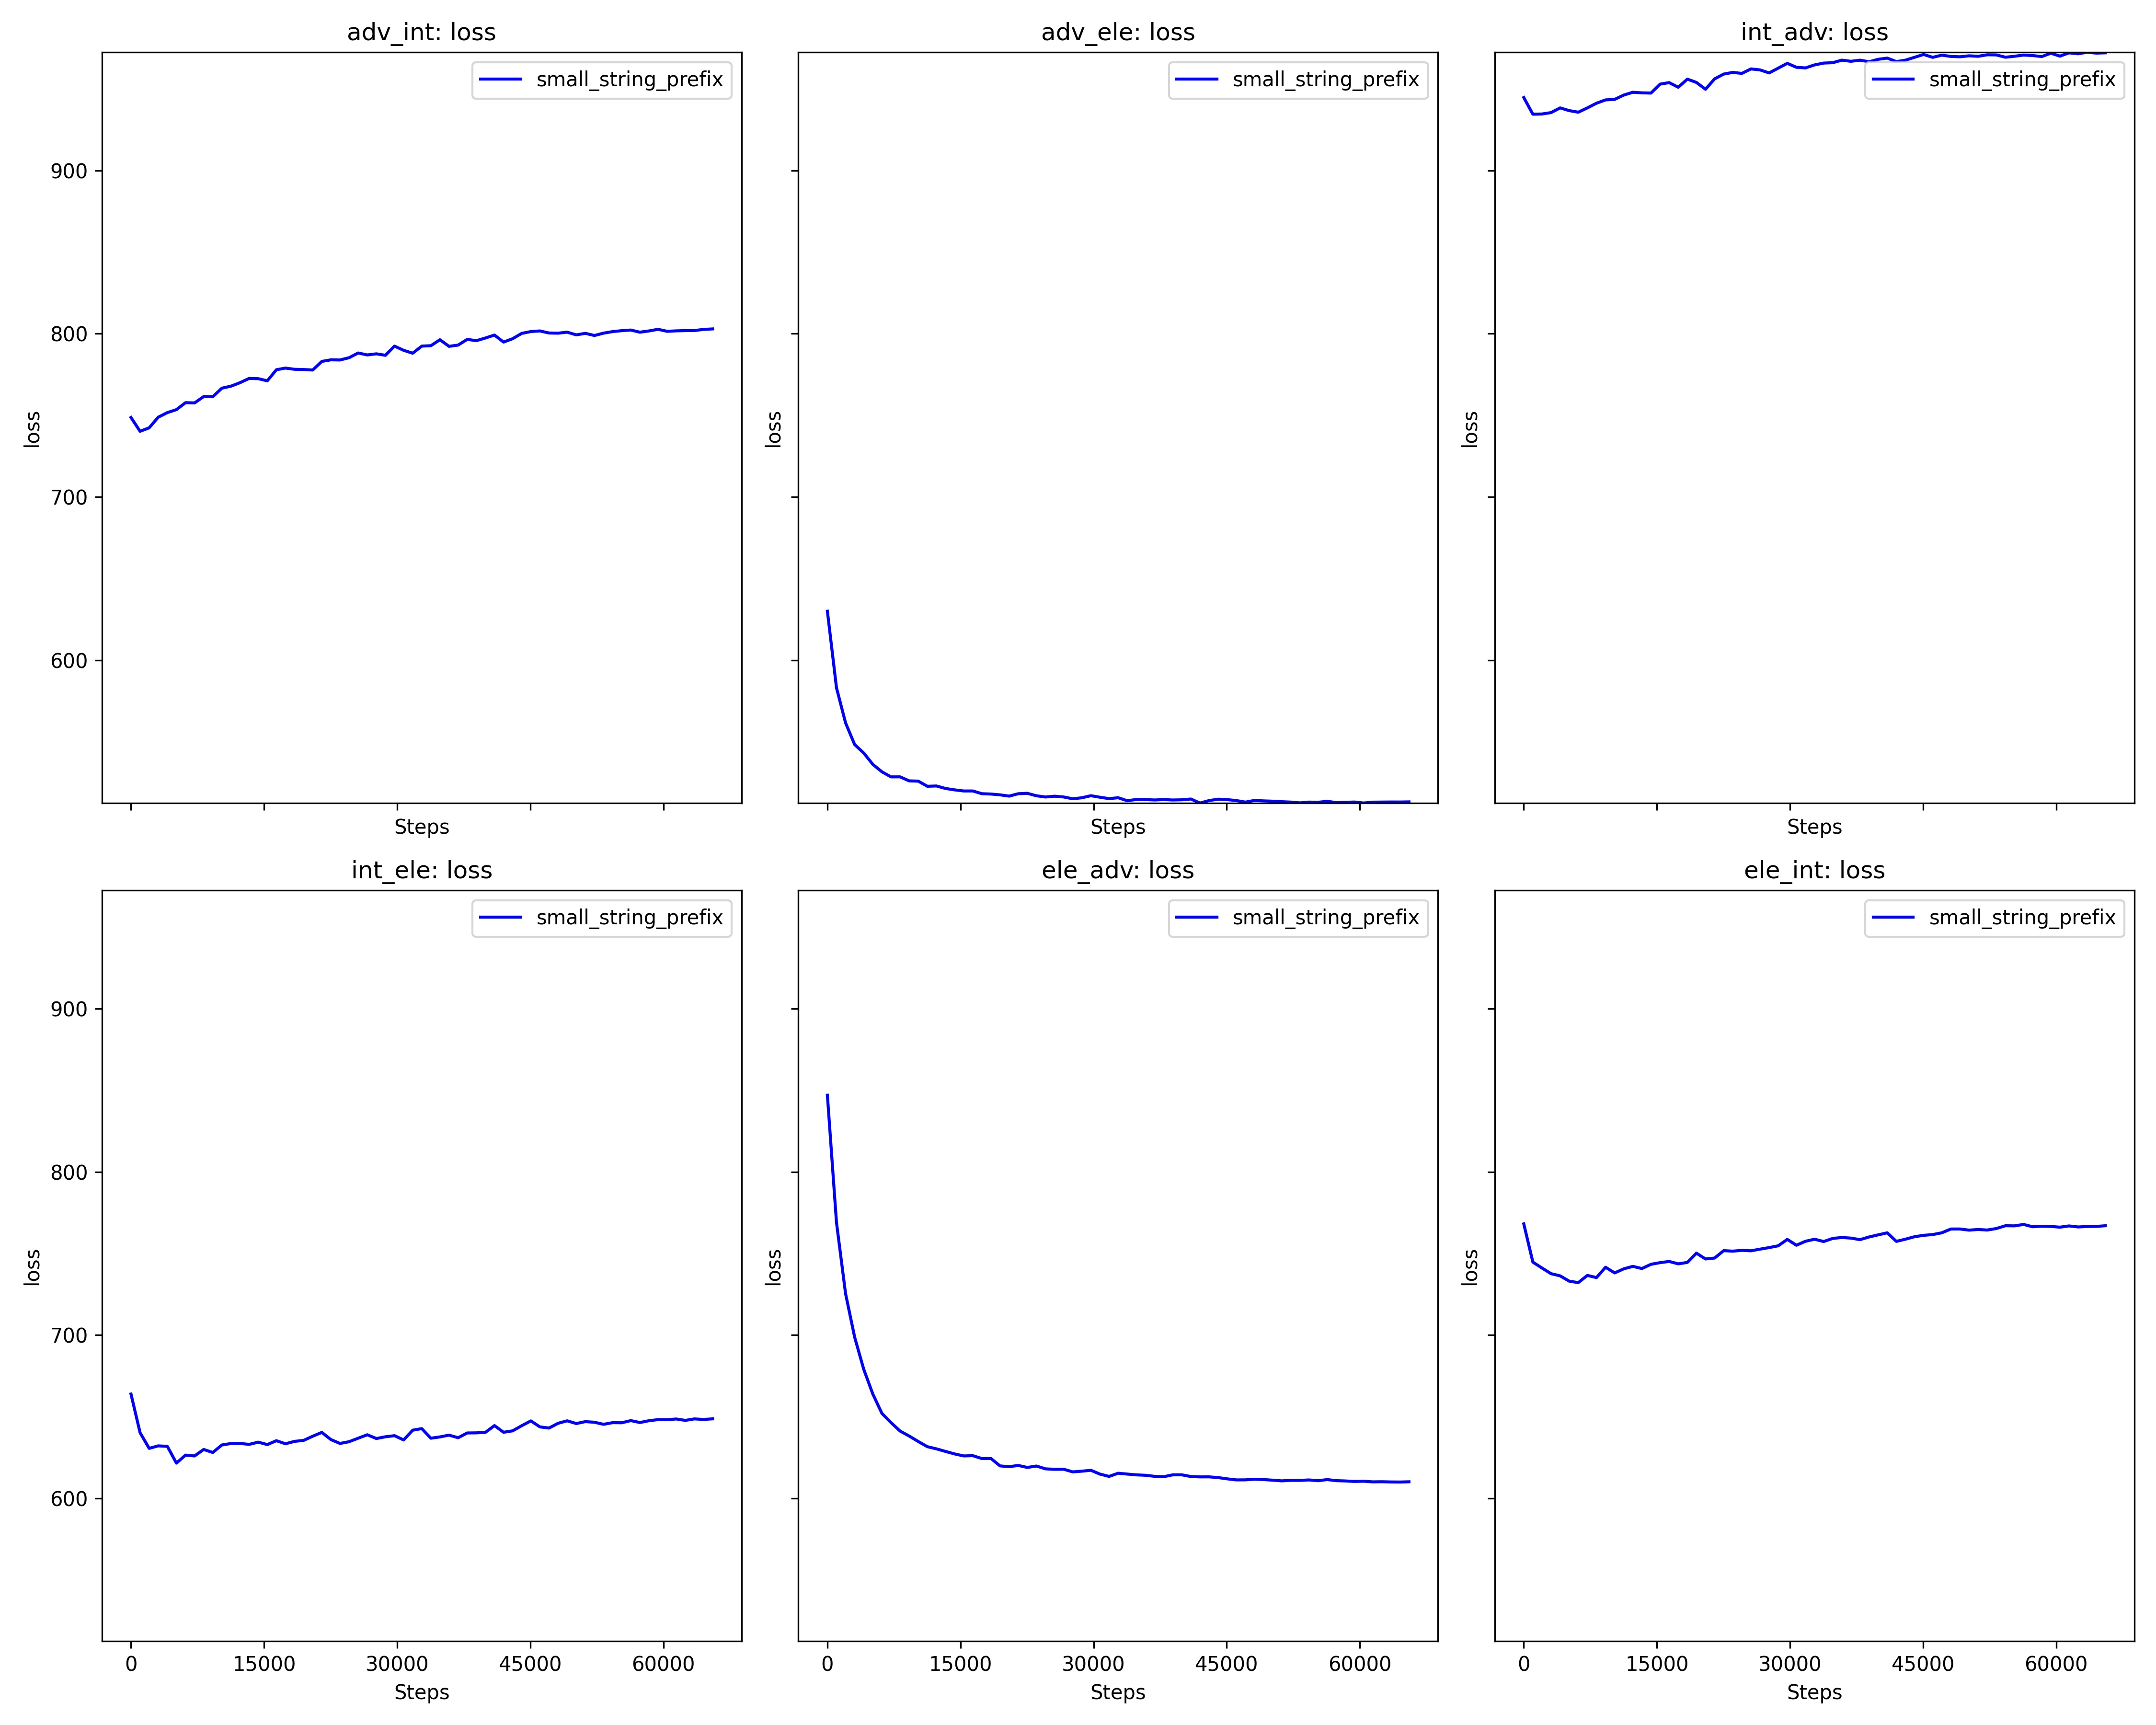 adv_int: loss
small_string_prefix
900
800
700
600
loss
Steps
adv_ele: loss
small_string_prefix
loss
Steps
int_adv: loss
small_string_prefix
loss
Steps
int_ele: loss
small_string_prefix
900
800
700
600
loss
0 15000 30000 45000 60000
Steps
ele_adv: loss
small_string_prefix
loss
0 15000 30000 45000 60000
Steps
ele_int: loss
small_string_prefix
loss
0 15000 30000 45000 60000
Steps